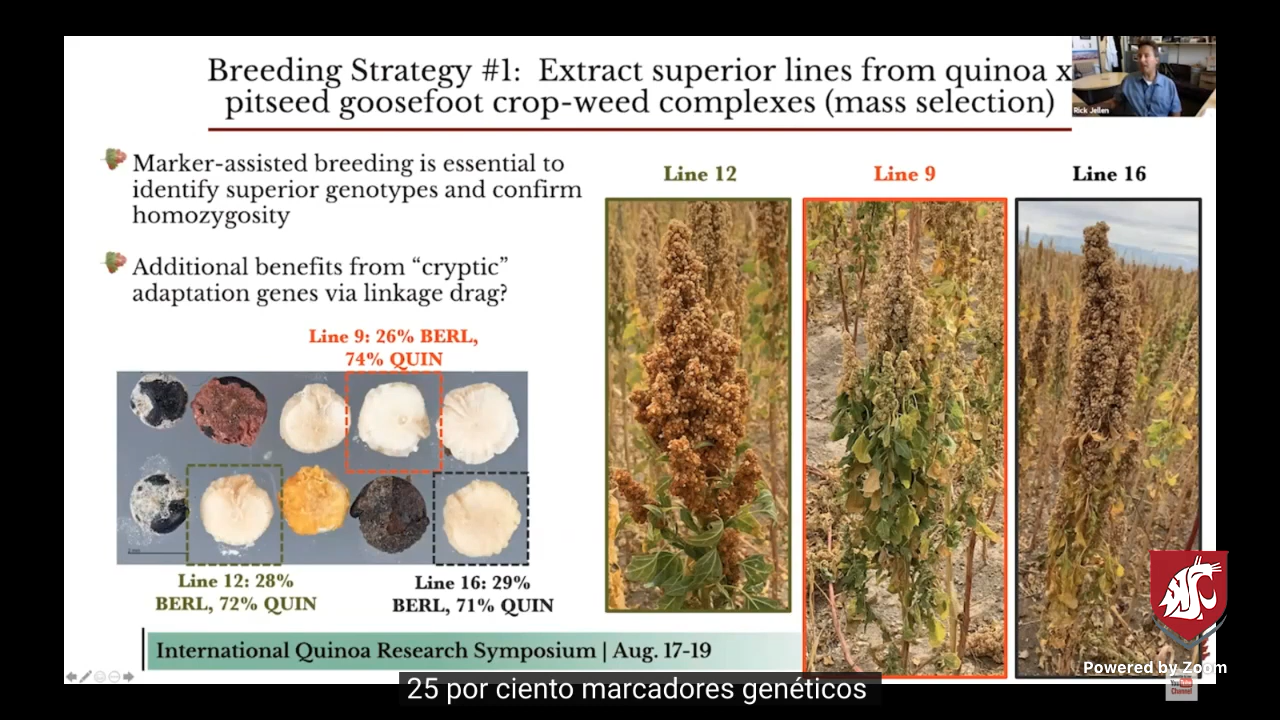 Breeding Strategy #1: Extract superior lines from quinoa x
pitseed goosefoot crop-weed complexes (mass selection)
Rick Jellen
Marker-assisted breeding is essential to
identify superior genotypes and confirm
homozygosity
Additional benefits from “cryptic”
adaptation genes via linkage drag?
Line 12
Line 9
Line 16
Line 9: 26% BERL,
74% QUIN
Line 12: 28%
BERL, 72% QUIN
Line 16: 29%
BERL, 71% QUIN
International Quinoa Research Symposium | Aug. 17-19
Powered by Zoom
You Tube
Channel
25 por ciento marcadores genéticos